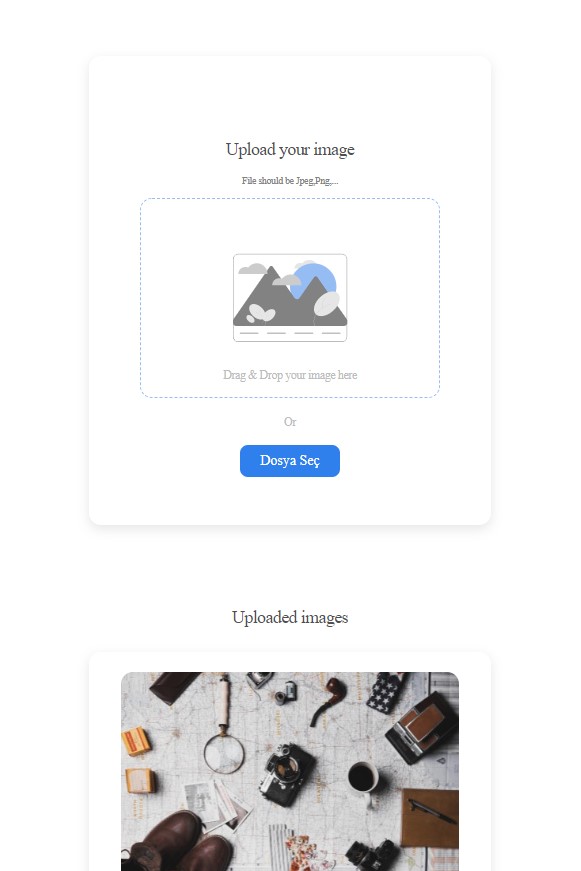 Upload your image
File should be Jpeg,Png,...
Drag & Drop your image here
Or
Dosya Seç
Uploaded images